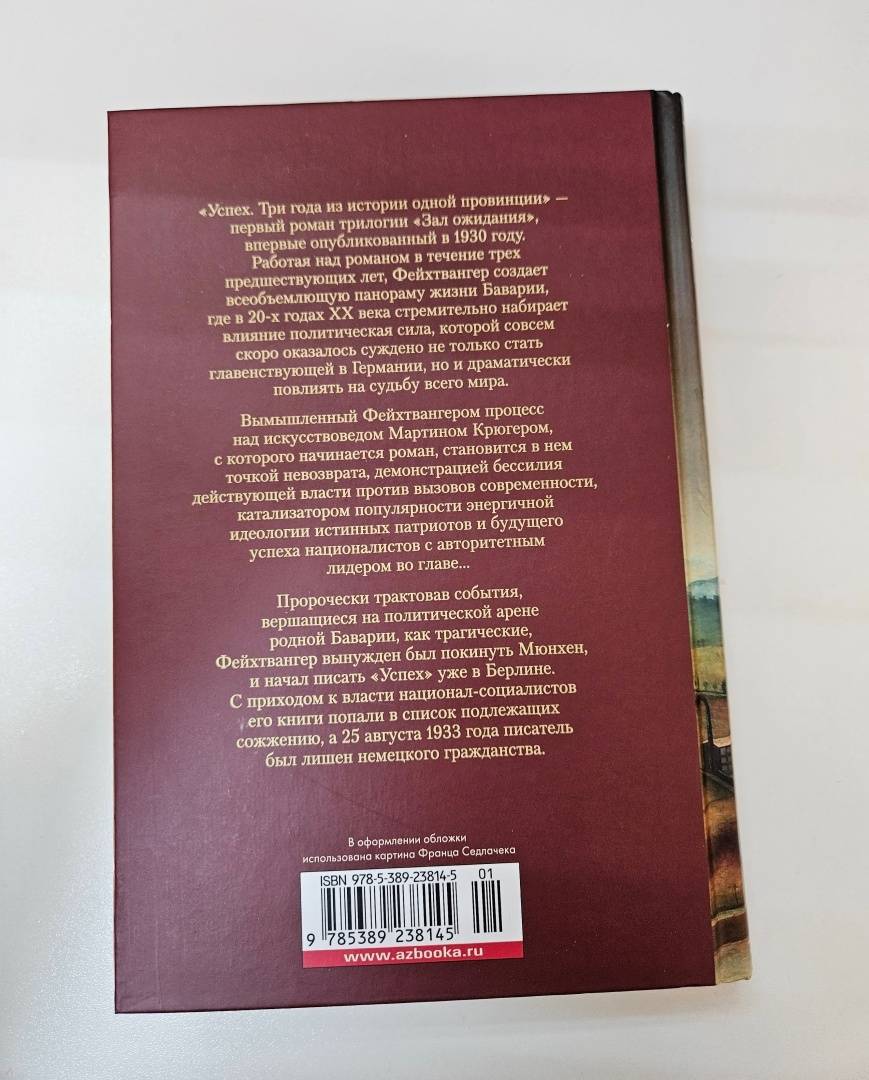 «Успех. Три года из истории одной провинции» —
первый роман трилогии «Зал ожидания»,
впервые опубликованный в 1930 году.
Работая над романом в течение трех
предшествующих лет, Фейхтвангер создает
всеобъемлющую панораму жизни Баварии,
где в 20-х годах XX века стремительно набирает
влияние политическая сила, которой совсем
скоро оказалось суждено не только стать
главенствующей в Германии, но и драматически
повлиять на судьбу всего мира.
Вымышленный Фейхтвангером процесс
над искусствоведом Мартином Крюгером,
с которого начинается роман, становится в нем
точкой невозврата, демонстрацией бессилия
действующей власти против вызовов современности,
катализатором популярности энергичной
идеологии истинных патриотов и будущего
успеха националистов с авторитетным
лидером во главе...
Пророчески трактовав события,
вершащиеся на политической арене
родной Баварии, как трагические,
Фейхтвангер вынужден был покинуть Мюнхен,
и начал писать «Успех» уже в Берлине.
С приходом к власти национал-социалистов
его книги попали в список подлежащих
сожжению, а 25 августа 1933 года писатель
был лишен немецкого гражданства.
В оформлении обложки
использована картина Франца Седлачека
ISBN 978-5-389-23814-5 01
9 785389 238145
www.azbooka.ru